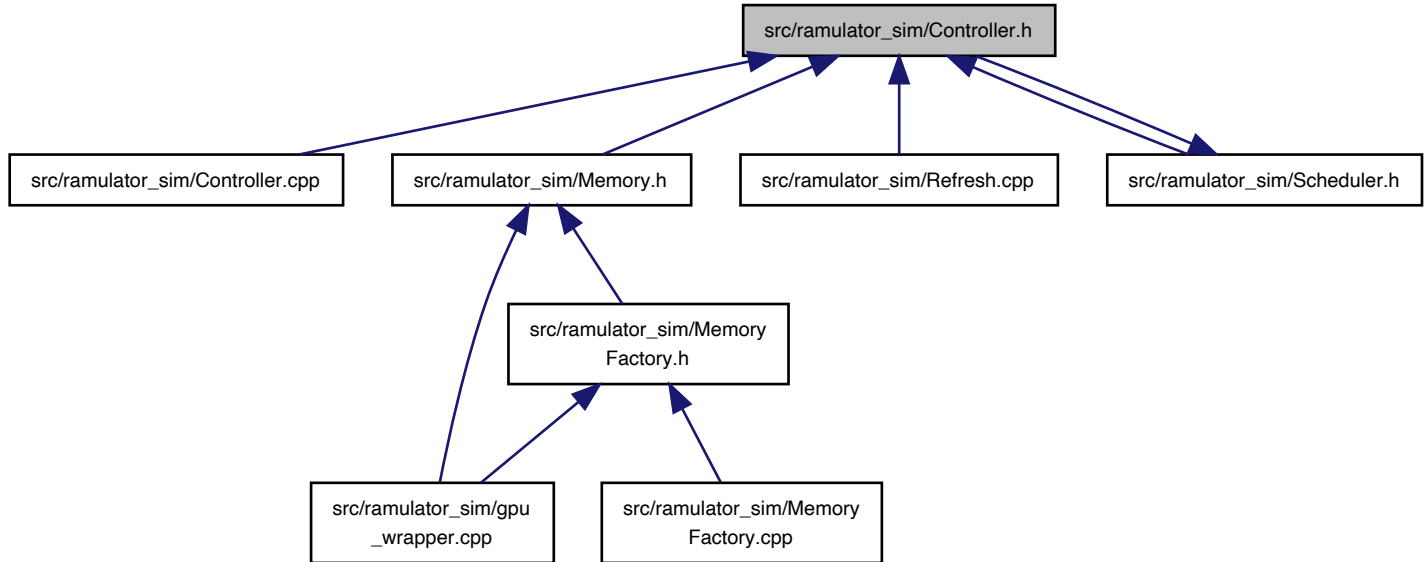 src/ramulator_sim/Controller.h
src/ramulator_sim/Controller.cpp
src/ramulator_sim/Memory.h
src/ramulator_sim/Refresh.cpp
src/ramulator_sim/Scheduler.h
src/ramulator_sim/Memory
Factory.h
src/ramulator_sim/gpu
_wrapper.cpp
src/ramulator_sim/Memory
Factory.cpp